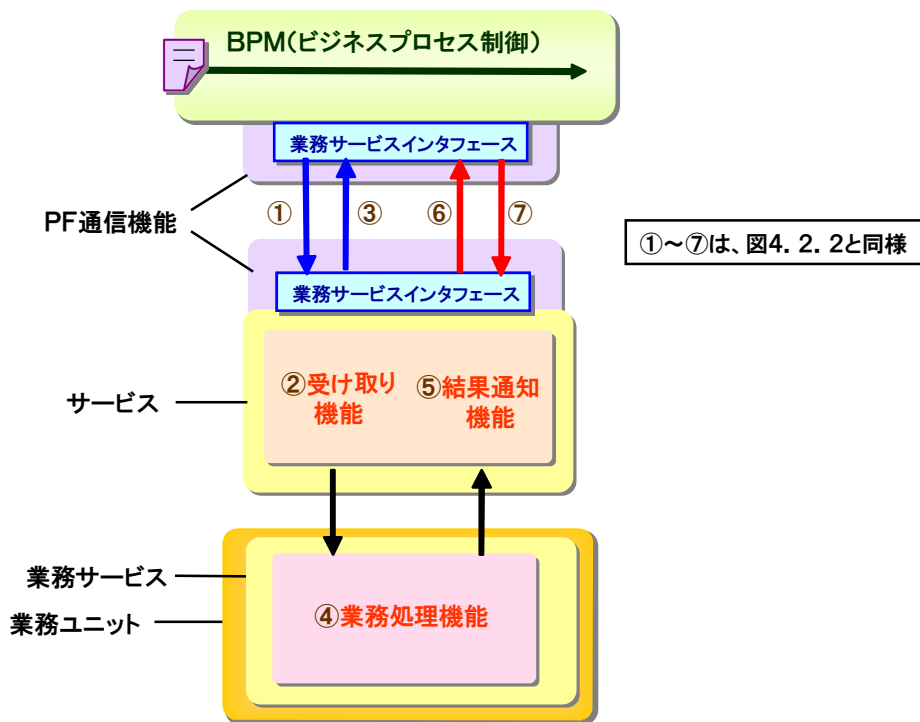 BPM(ビジネスプロセス制御)
業務サービスインタフェース
① ③ ⑥ ⑦
PF通信機能
①~⑦は、図4.2.2と同様
業務サービスインタフェース
②受け取り
機能
⑤結果通知
機能
サービス
業務サービス
業務ユニット
④業務処理機能